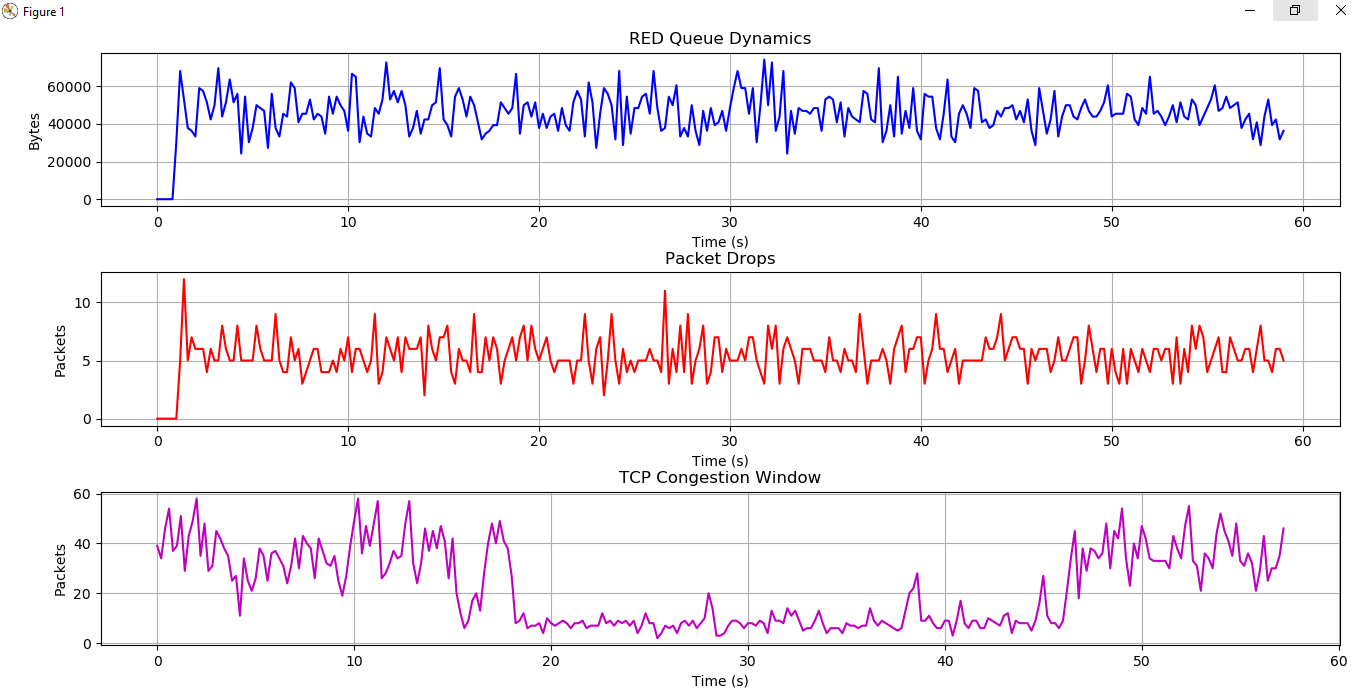 Figure 1
RED Queue Dynamics
Bytes
60000
40000
20000
0
0 10 20 30 40 50 60
Time (s)
Packet Drops
Packets
10
5
0
0 10 20 30 40 50 60
Time (s)
TCP Congestion Window
Packets
60
40
20
0
0 10 20 30 40 50 60
Time (s)